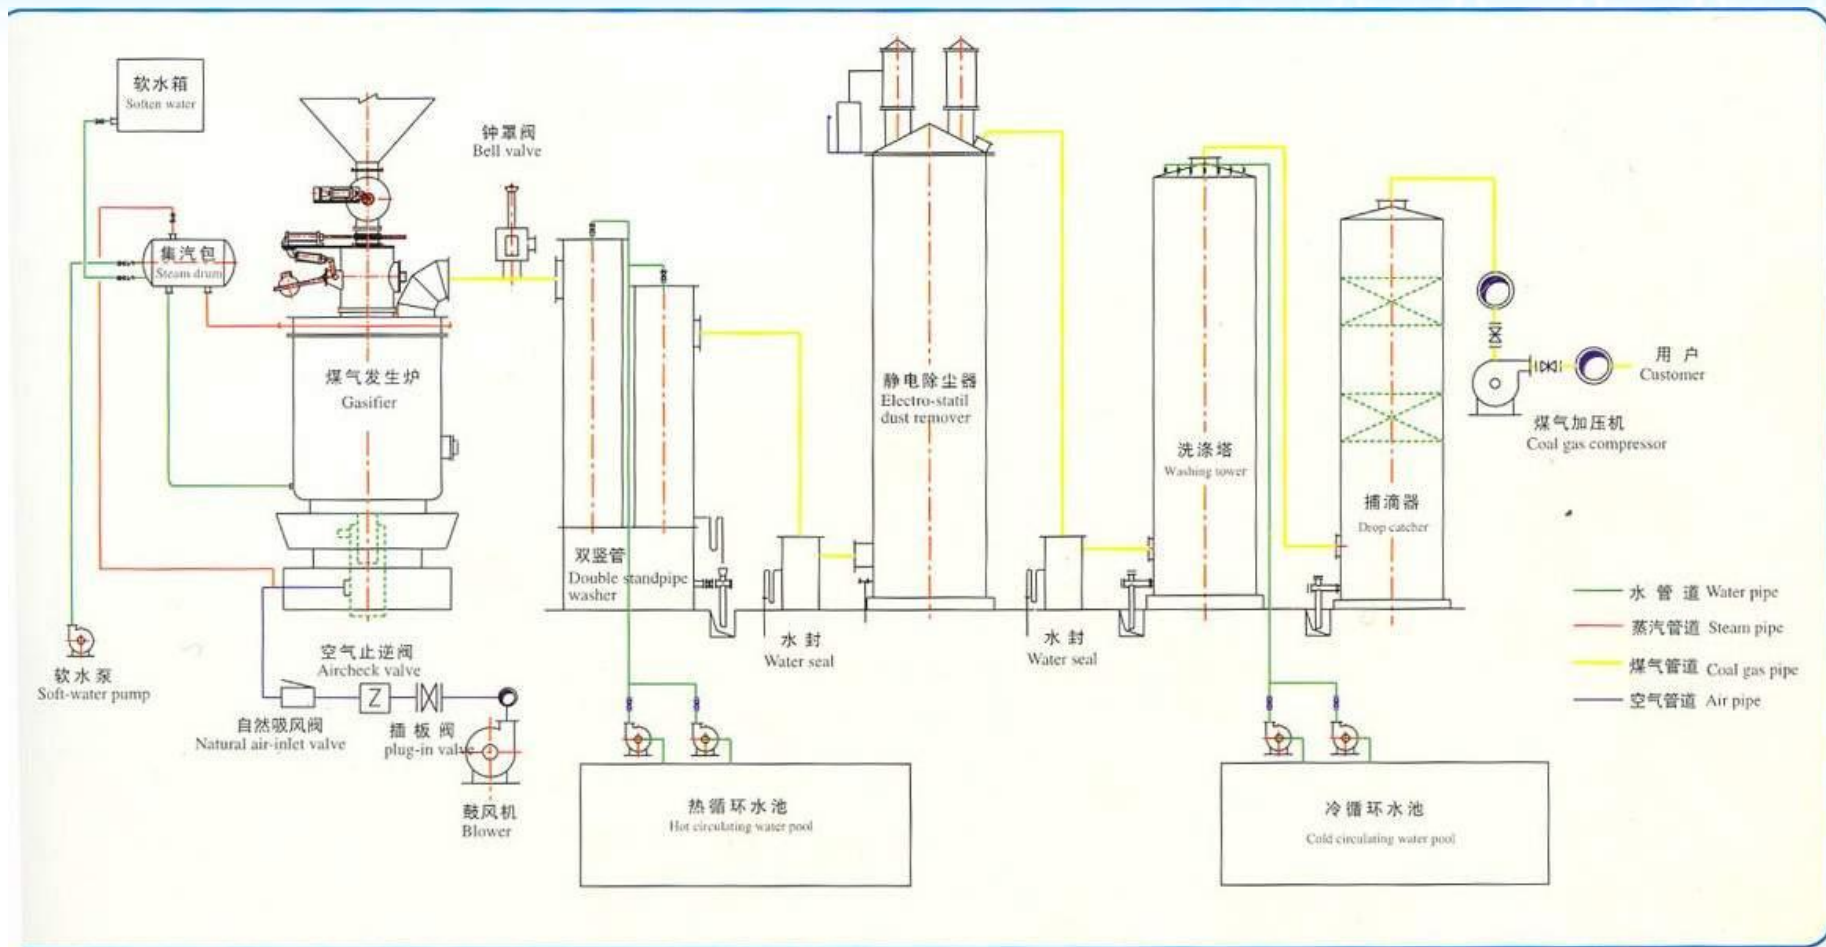 软水箱
Soften water
钟罩阀
Bell valve
集汽包
Steam drum
煤气发生炉
Gasifier
静电除尘器
Electro-statil
dust remover
洗涤塔
Washing tower
捕滴器
Drop catcher
用户
Customer
煤气加压机
Coal gas compressor
双竖管
Double standpipe
washer
水封
Water seal
水封
Water seal
水管道 Water pipe
蒸汽管道 Steam pipe
煤气管道 Coal gas pipe
空气管道 Air pipe
软水泵
Soft-water pump
空气止逆阀
Aircheck valve
Z
自然吸风阀
Natural air-inlet valve
插板阀
plug-in valve
鼓风机
Blower
热循环水池
Hot circulating water pool
冷循环水池
Cold circulating water pool